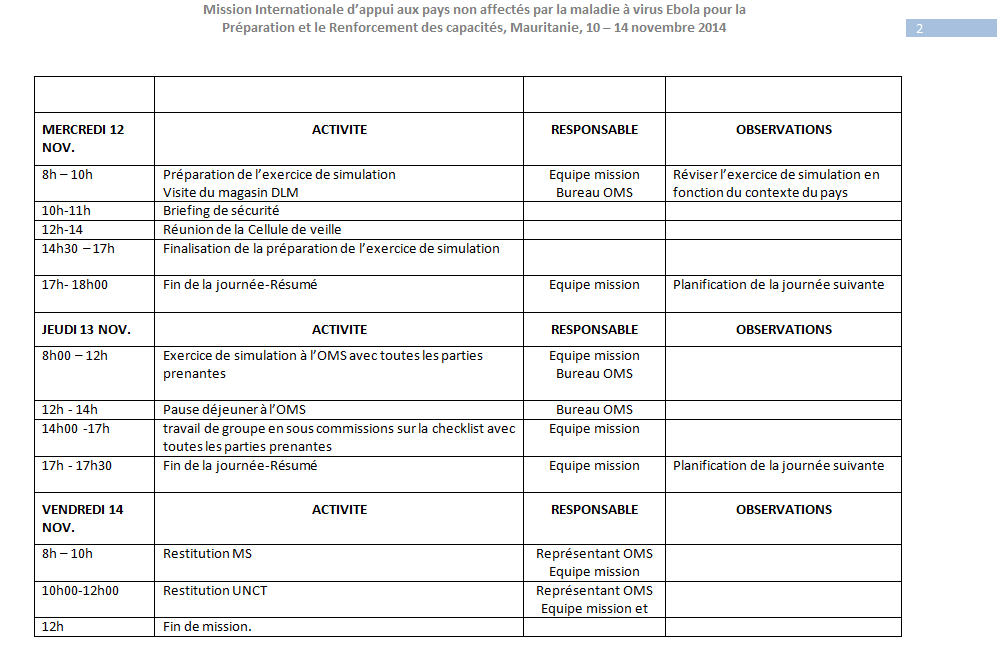 Mission Internationale d’appui aux pays non affectés par la maladie à virus Ebola pour la
Préparation et le Renforcement des capacités, Mauritanie, 10 – 14 novembre 2014
2
MERCREDI 12 NOV. ACTIVITE RESPONSABLE OBSERVATIONS
8h – 10h Préparation de l’exercice de simulation Equipe mission Réviser l’exercice de simulation en
Visite du magasin DLM Bureau OMS fonction du contexte du pays
10h-11h Briefing de sécurité
12h-14 Réunion de la Cellule de veille
14h30 – 17h Finalisation de la préparation de l’exercice de simulation
17h- 18h00 Fin de la journée-Résumé Equipe mission Planification de la journée suivante
JEUDI 13 NOV. ACTIVITE RESPONSABLE OBSERVATIONS
8h00 – 12h Exercice de simulation à l’OMS avec toutes les parties Equipe mission
prenantes Bureau OMS
12h - 14h Pause déjeuner à l’OMS Bureau OMS
14h00 -17h travail de groupe en sous commissions sur la checklist avec Equipe mission
toutes les parties prenantes
17h - 17h30 Fin de la journée-Résumé Equipe mission Planification de la journée suivante
VENDREDI 14 NOV. ACTIVITE RESPONSABLE OBSERVATIONS
8h – 10h Restitution MS Représentant OMS
Equipe mission
10h00-12h00 Restitution UNCT Représentant OMS
Equipe mission et
12h Fin de mission.